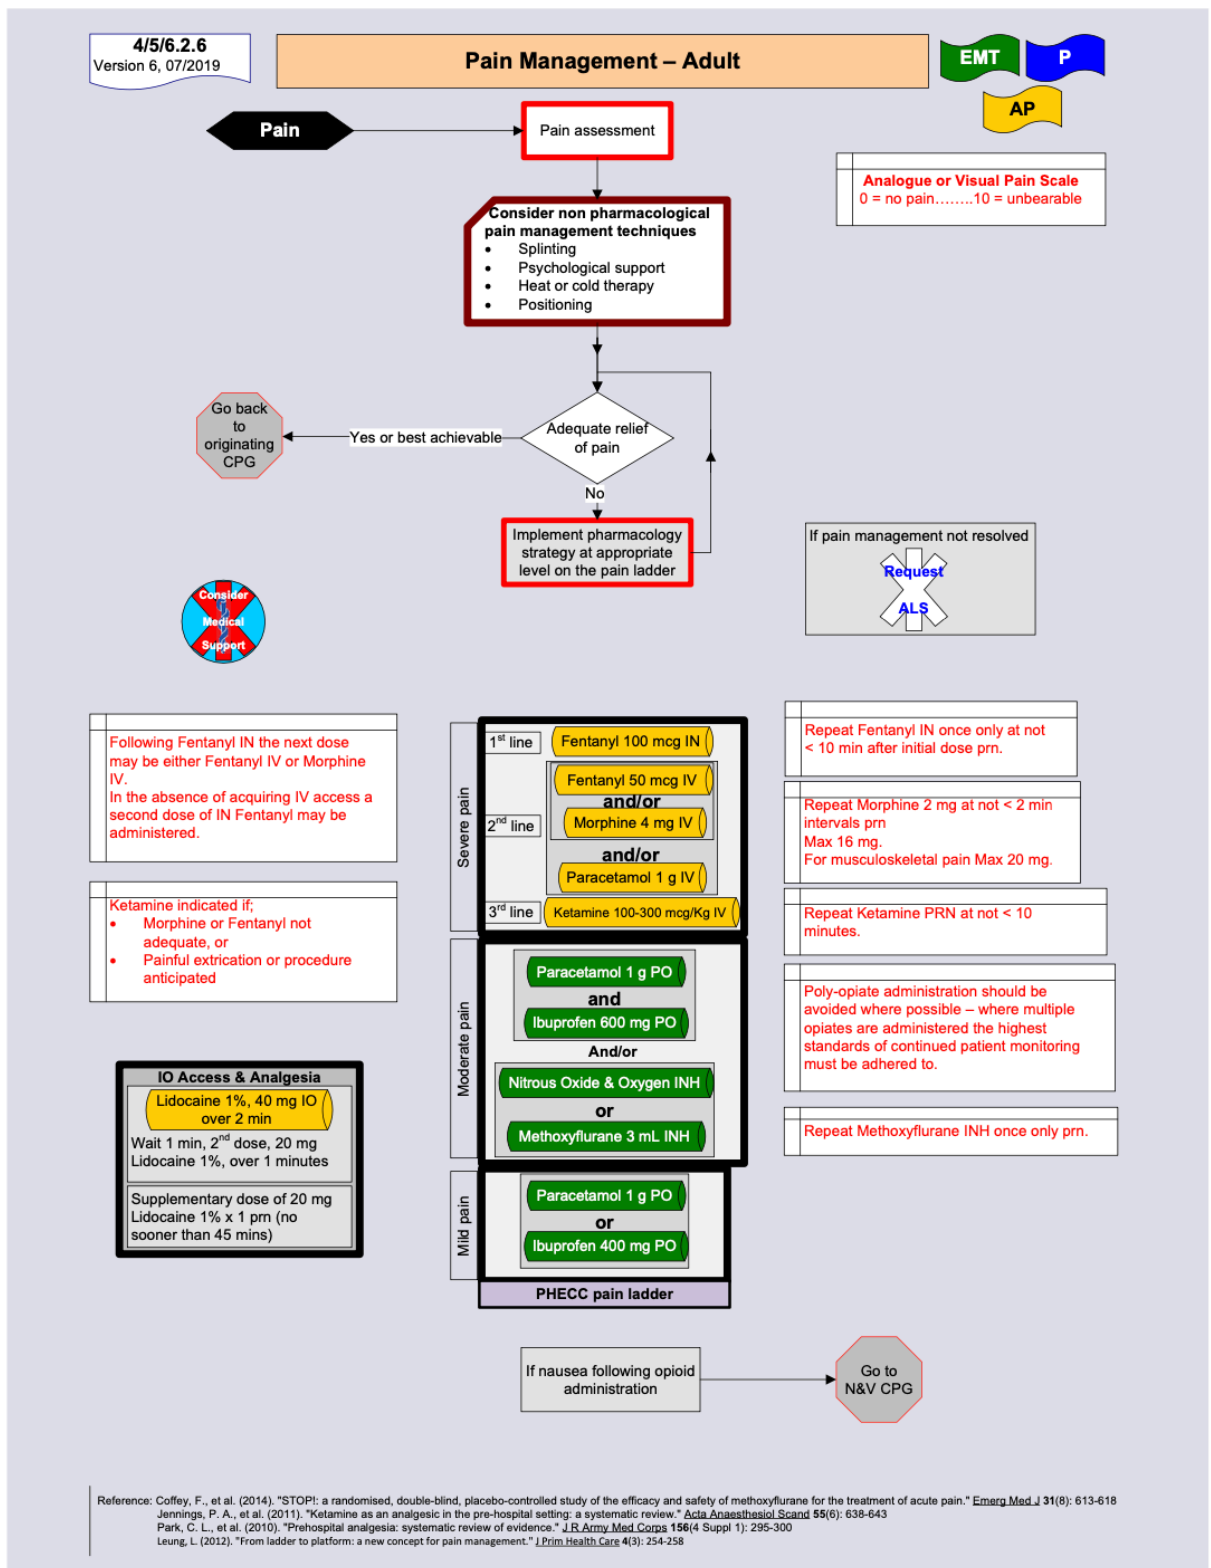 4/5/6.2.6
Version 6, 07/2019
Pain Management – Adult
EMT
P
AP
Pain
Pain assessment
Analogue or Visual Pain Scale
0 = no pain……..10 = unbearable
Consider non pharmacological
pain management techniques
• Splinting
• Psychological support
• Heat or cold therapy
• Positioning
Go back
to
originating
CPG
Yes or best achievable
Adequate relief
of pain
No
Implement pharmacology
strategy at appropriate
level on the pain ladder
If pain management not resolved
Request
ALS
Consider
Medical
Support
Following Fentanyl IN the next dose
may be either Fentanyl IV or Morphine
IV.
In the absence of acquiring IV access a
second dose of IN Fentanyl may be
administered.
Ketamine indicated if;
• Morphine or Fentanyl not
adequate, or
• Painful extrication or procedure
anticipated
IO Access & Analgesia
Lidocaine 1%, 40 mg IO
over 2 min
Wait 1 min, 2nd dose, 20 mg
Lidocaine 1%, over 1 minutes
Supplementary dose of 20 mg
Lidocaine 1% x 1 prn (no
sooner than 45 mins)
Severe pain
1st line
Fentanyl 100 mcg IN
2nd line
Fentanyl 50 mcg IV
and/or
Morphine 4 mg IV
and/or
Paracetamol 1 g IV
3rd line
Ketamine 100-300 mcg/Kg IV
Moderate pain
Paracetamol 1 g PO
and
Ibuprofen 600 mg PO
And/or
Nitrous Oxide & Oxygen INH
or
Methoxyflurane 3 mL INH
Mild pain
Paracetamol 1 g PO
or
Ibuprofen 400 mg PO
PHECC pain ladder
Repeat Fentanyl IN once only at not
< 10 min after initial dose prn.
Repeat Morphine 2 mg at not < 2 min
intervals prn
Max 16 mg.
For musculoskeletal pain Max 20 mg.
Repeat Ketamine PRN at not < 10
minutes.
Poly-opiate administration should be
avoided where possible – where multiple
opiates are administered the highest
standards of continued patient monitoring
must be adhered to.
Repeat Methoxyflurane INH once only prn.
If nausea following opioid
administration
Go to
N&V CPG
Reference: Coffey, F., et al. (2014). "STOP!: a randomised, double-blind, placebo-controlled study of the efficacy and safety of methoxyflurane for the treatment of acute pain." Emerg Med J 31(8): 613-618
Jennings, P. A., et al. (2011). "Ketamine as an analgesic in the pre-hospital setting: a systematic review." Acta Anaesthesiol Scand 55(6): 638-643
Park, C. L., et al. (2010). "Prehospital analgesia: systematic review of evidence." J R Army Med Corps 156(4 Suppl 1): 295-300
Leung, L. (2012). "From ladder to platform: a new concept for pain management." J Prim Health Care 4(3): 254-258